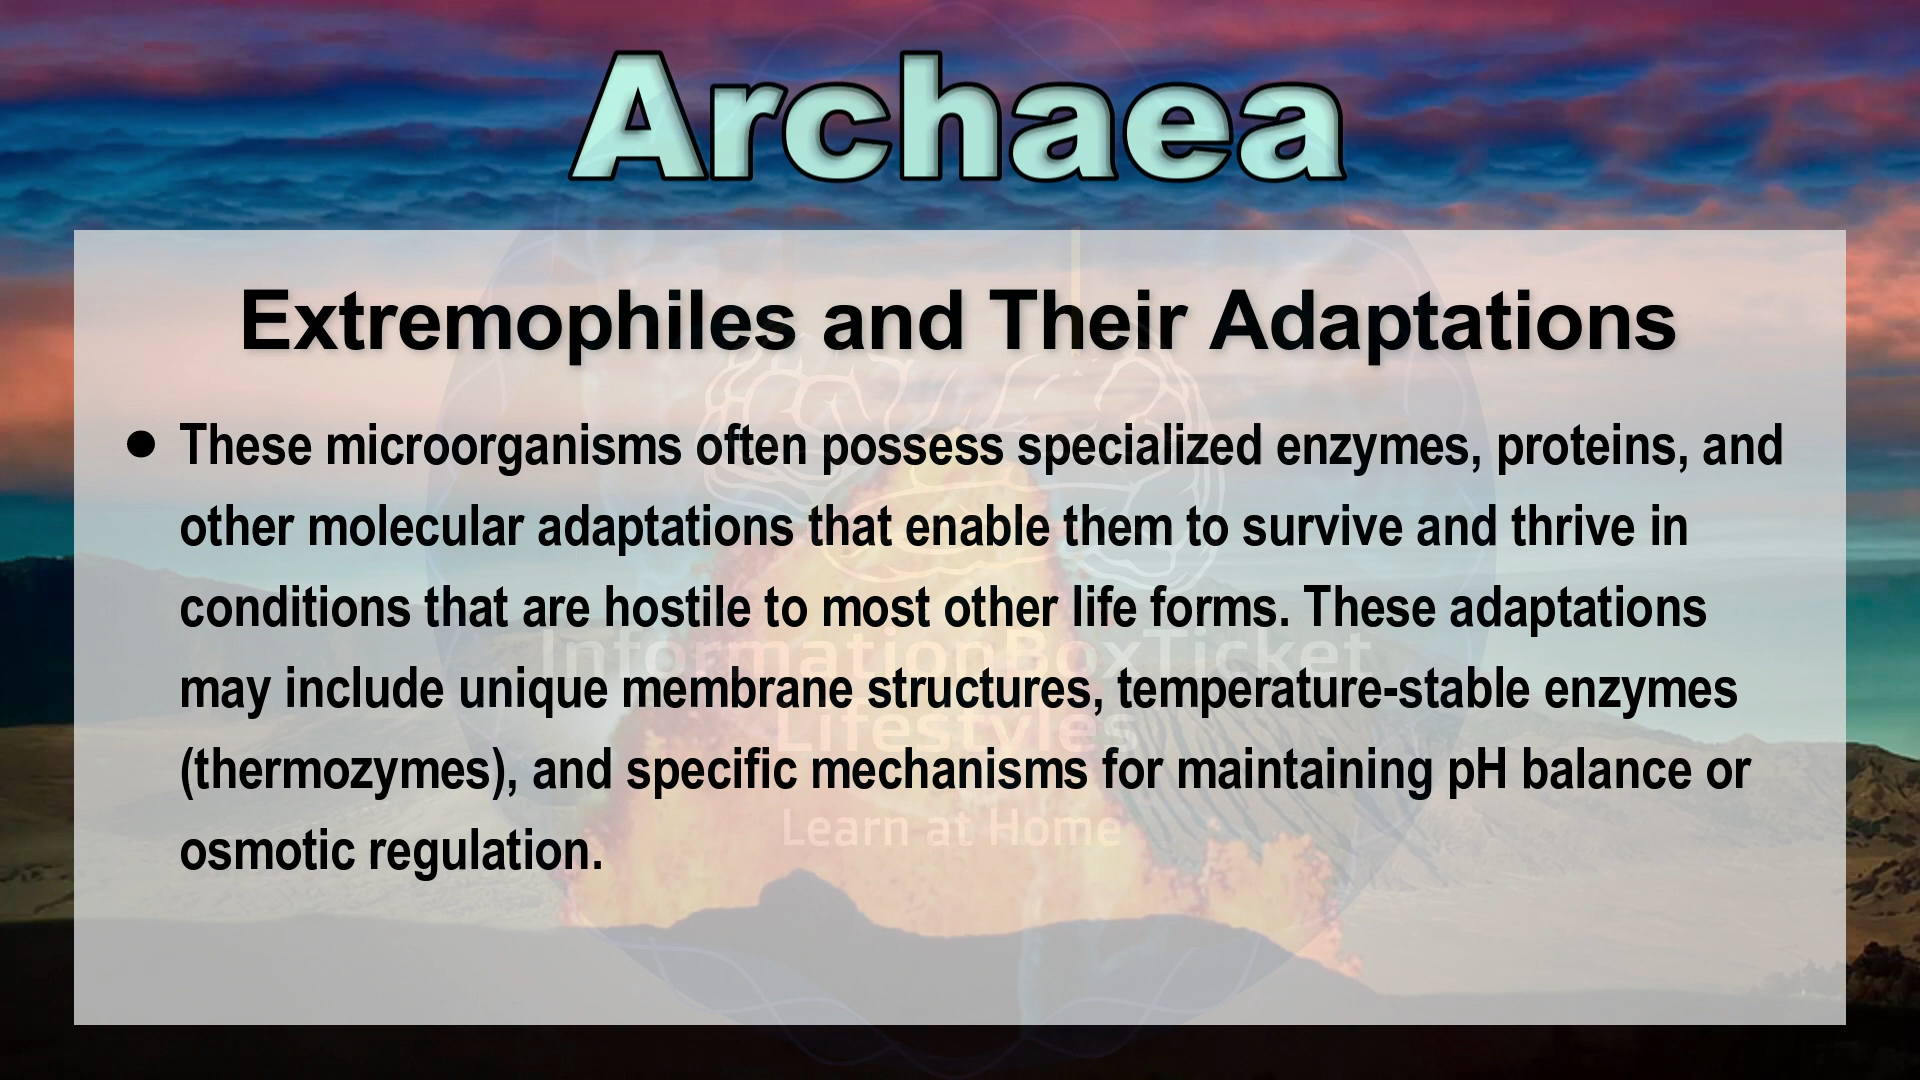 Archaea
Extremophiles and Their Adaptations
● These microorganisms often possess specialized enzymes, proteins, and
other molecular adaptations that enable them to survive and thrive in
conditions that are hostile to most other life forms. These adaptations
InformationBoxTicket
may include unique membrane structures, temperature-stable enzymes
Lifestyles
(thermozymes), and specific mechanisms for maintaining pH balance or
Learn at Home
osmotic regulation.